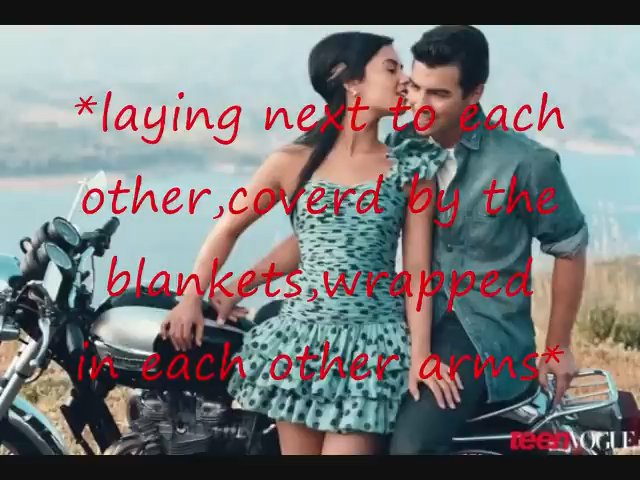 *laying next to each
other,coverd by the
blankets,wrapped
in each other arms*
teenVOGUE